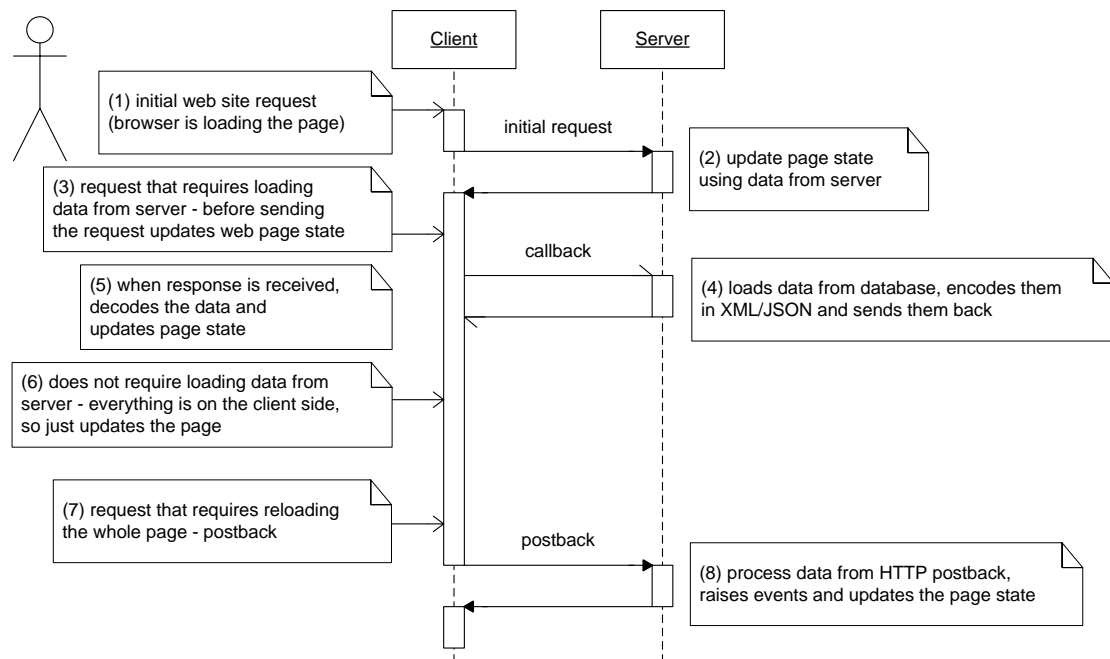 Client
Server
(1) initial web site request
(browser is loading the page)
initial request
(2) update page state
using data from server
(3) request that requires loading
data from server - before sending
the request updates web page state
callback
(4) loads data from database, encodes them
in XML/JSON and sends them back
(5) when response is received,
decodes the data and
updates page state
(6) does not require loading data from
server - everything is on the client side,
so just updates the page
(7) request that requires reloading
the whole page - postback
postback
(8) process data from HTTP postback,
raises events and updates the page state